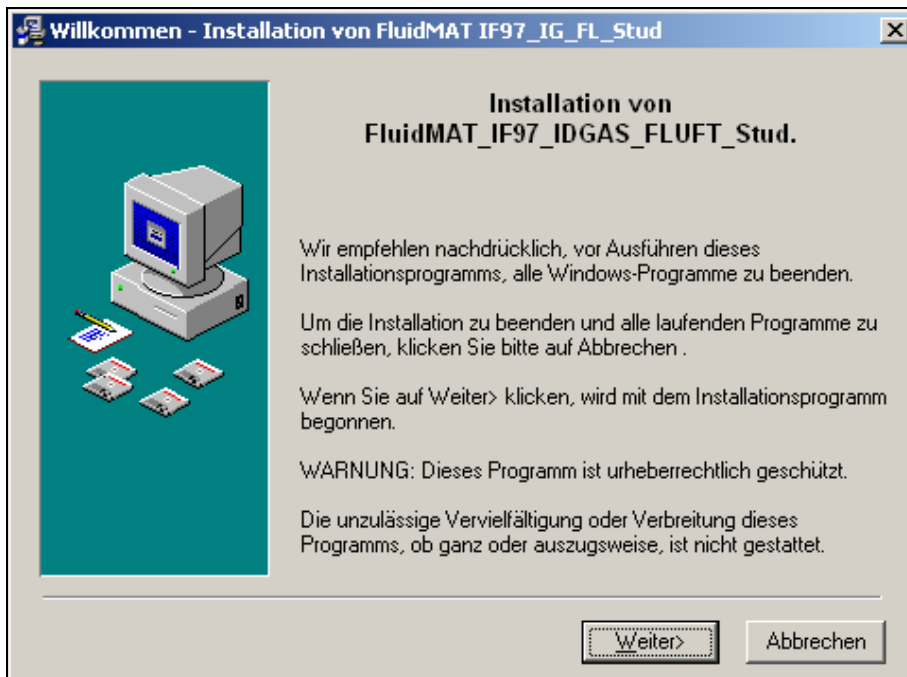 Willkommen - Installation von FluidMAT IF97_IG_FL_Stud
Installation von
FluidMAT_IF97_IDGAS_FLUFT_Stud.
Wir empfehlen nachdrücklich, vor Ausführen dieses
Installationsprogramms, alle Windows-Programme zu beenden.
Um die Installation zu beenden und alle laufenden Programme zu
schließen, klicken Sie bitte auf Abbrechen .
Wenn Sie auf Weiter> klicken, wird mit dem Installationsprogramm
begonnen.
WARNUNG: Dieses Programm ist urheberrechtlich geschützt.
Die unzulässige Vervielfältigung oder Verbreitung dieses
Programms, ob ganz oder auszugsweise, ist nicht gestattet.
Weiter>
Abbrechen